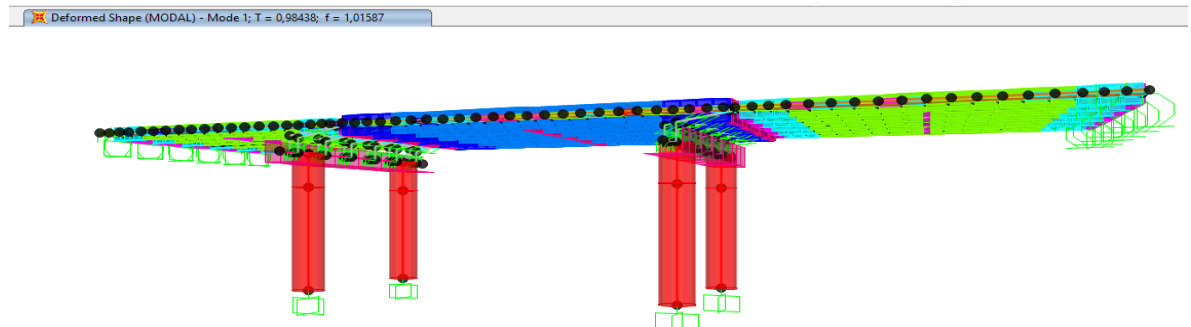 Deformed Shape (MODAL) - Mode 1; T = 0,98438; f = 1,01587